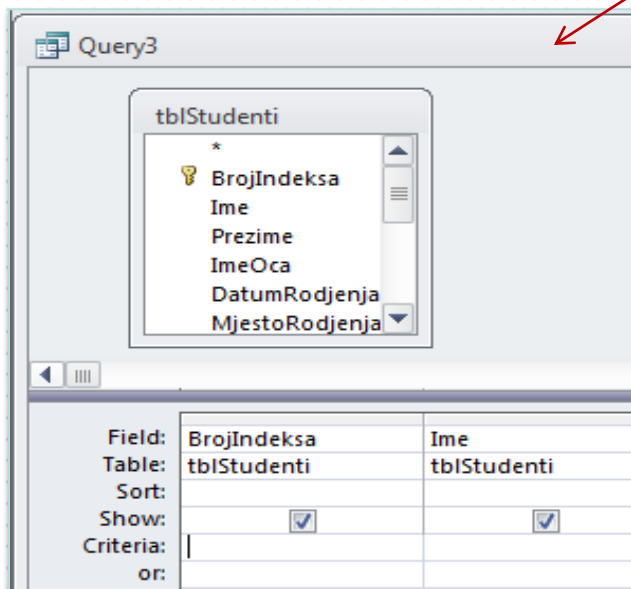 Query3
tblStudenti
*
BrojIndeksa
Ime
Prezime
ImeOca
DatumRodjenja
MjestoRodjenja
Field: BrojIndeksa Ime
Table: tblStudenti tblStudenti
Sort:
Show:
Criteria:
or: